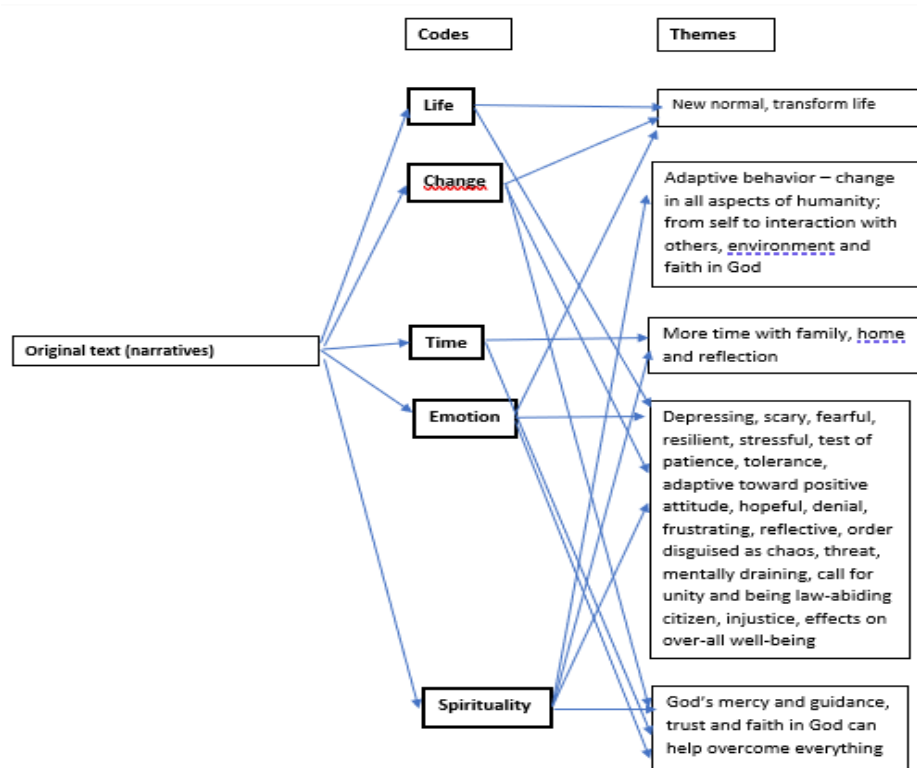 Codes
Themes
Life
New normal, transform life
Change
Adaptive behavior – change
in all aspects of humanity;
from self to interaction with
others, environment and
faith in God
Original text (narratives)
Time
More time with family, home
and reflection
Emotion
Depressing, scary, fearful,
resilient, stressful, test of
patience, tolerance,
adaptive toward positive
attitude, hopeful, denial,
frustrating, reflective, order
disguised as chaos, threat,
mentally draining, call for
unity and being law-abiding
citizen, injustice, effects on
over-all well-being
Spirituality
God’s mercy and guidance,
trust and faith in God can
help overcome everything